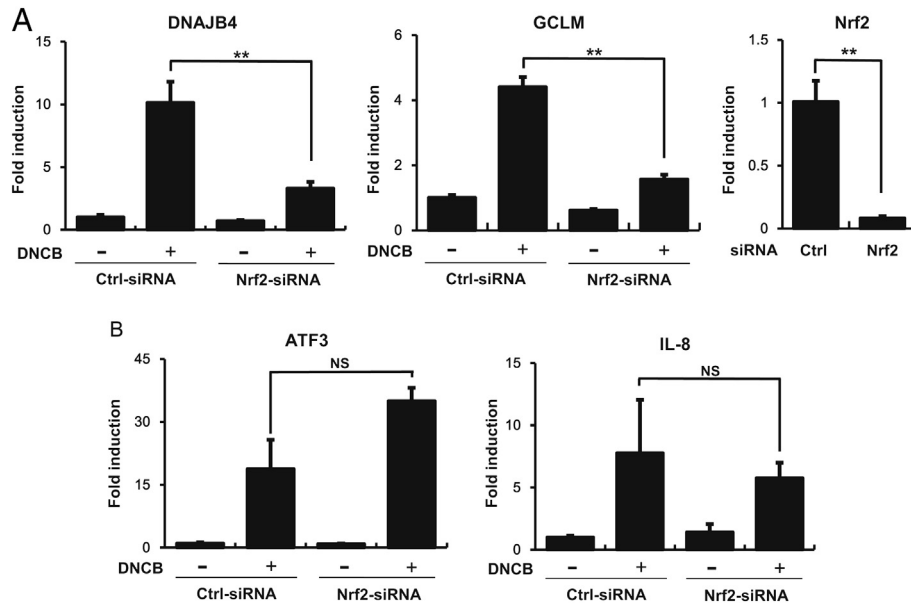 A
DNAJB4
Fold induction
15
10
5
0
**
DNCB - + - +
Ctrl-siRNA Nrf2-siRNA
GCLM
Fold induction
6
4
2
0
**
DNCB - + - +
Ctrl-siRNA Nrf2-siRNA
Nrf2
Fold induction
1.5
1
0.5
0
**
siRNA Ctrl Nrf2
B
ATF3
Fold induction
45
30
15
0
NS
DNCB - + - +
Ctrl-siRNA Nrf2-siRNA
IL-8
Fold induction
15
10
5
0
NS
DNCB - + - +
Ctrl-siRNA Nrf2-siRNA